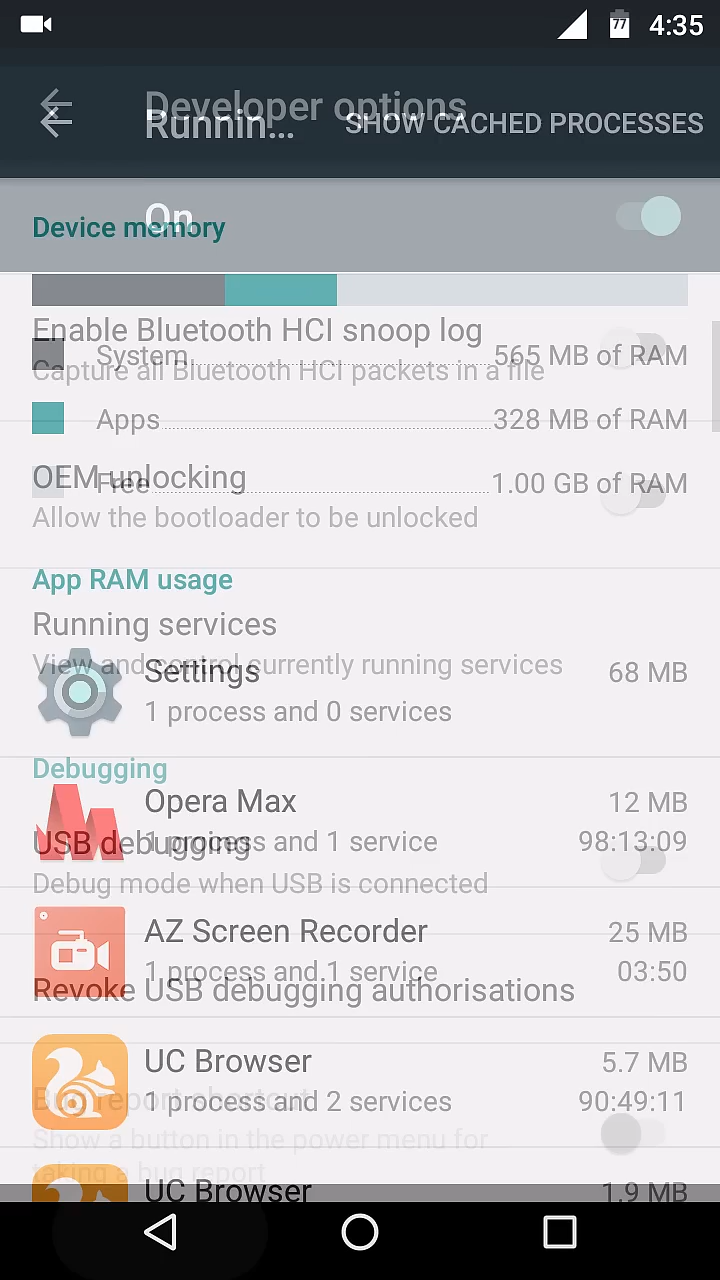 77 4:35
Developer options
Runnin... SHOW CACHED PROCESSES
On
Device memory
Enable Bluetooth HCI snoop log
System 565 MB of RAM
Capture all Bluetooth HCI packets in a file
Apps 328 MB of RAM
OEM unlocking
Free 1.00 GB of RAM
Allow the bootloader to be unlocked
App RAM usage
Running services
View and control currently running services
Settings 68 MB
1 process and 0 services
Debugging
Opera Max 12 MB
1 process and 1 service 98:13:09
USB debugging
Debug mode when USB is connected
AZ Screen Recorder 25 MB
1 process and 1 service 03:50
Revoke USB debugging authorisations
UC Browser 5.7 MB
1 process and 2 services 90:49:11
Bug report shortcut
Show a button in the power menu for
taking a bug report
UC Browser 1.9 MB